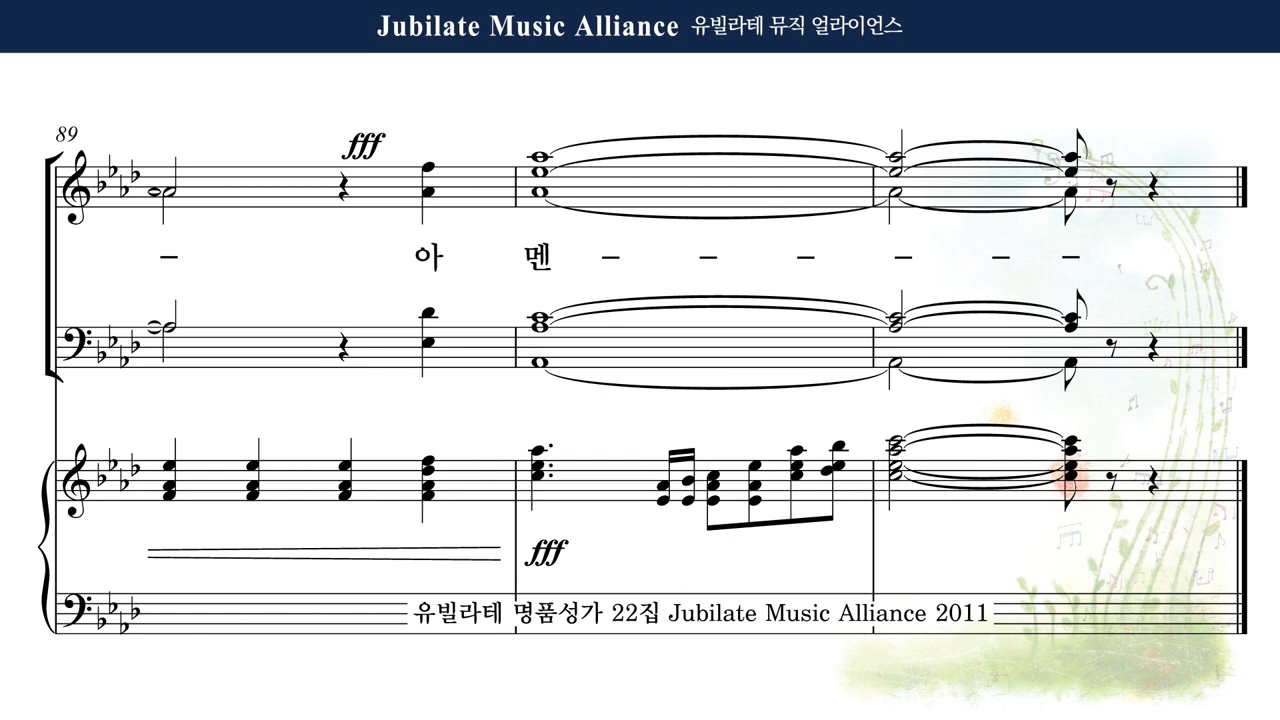 Jubilate Music Alliance 유빌라테 뮤직 얼라이언스
89
fff
- 아 멘 - - - - - -
fff
유빌라테 명품성가 22집 Jubilate Music Alliance 2011